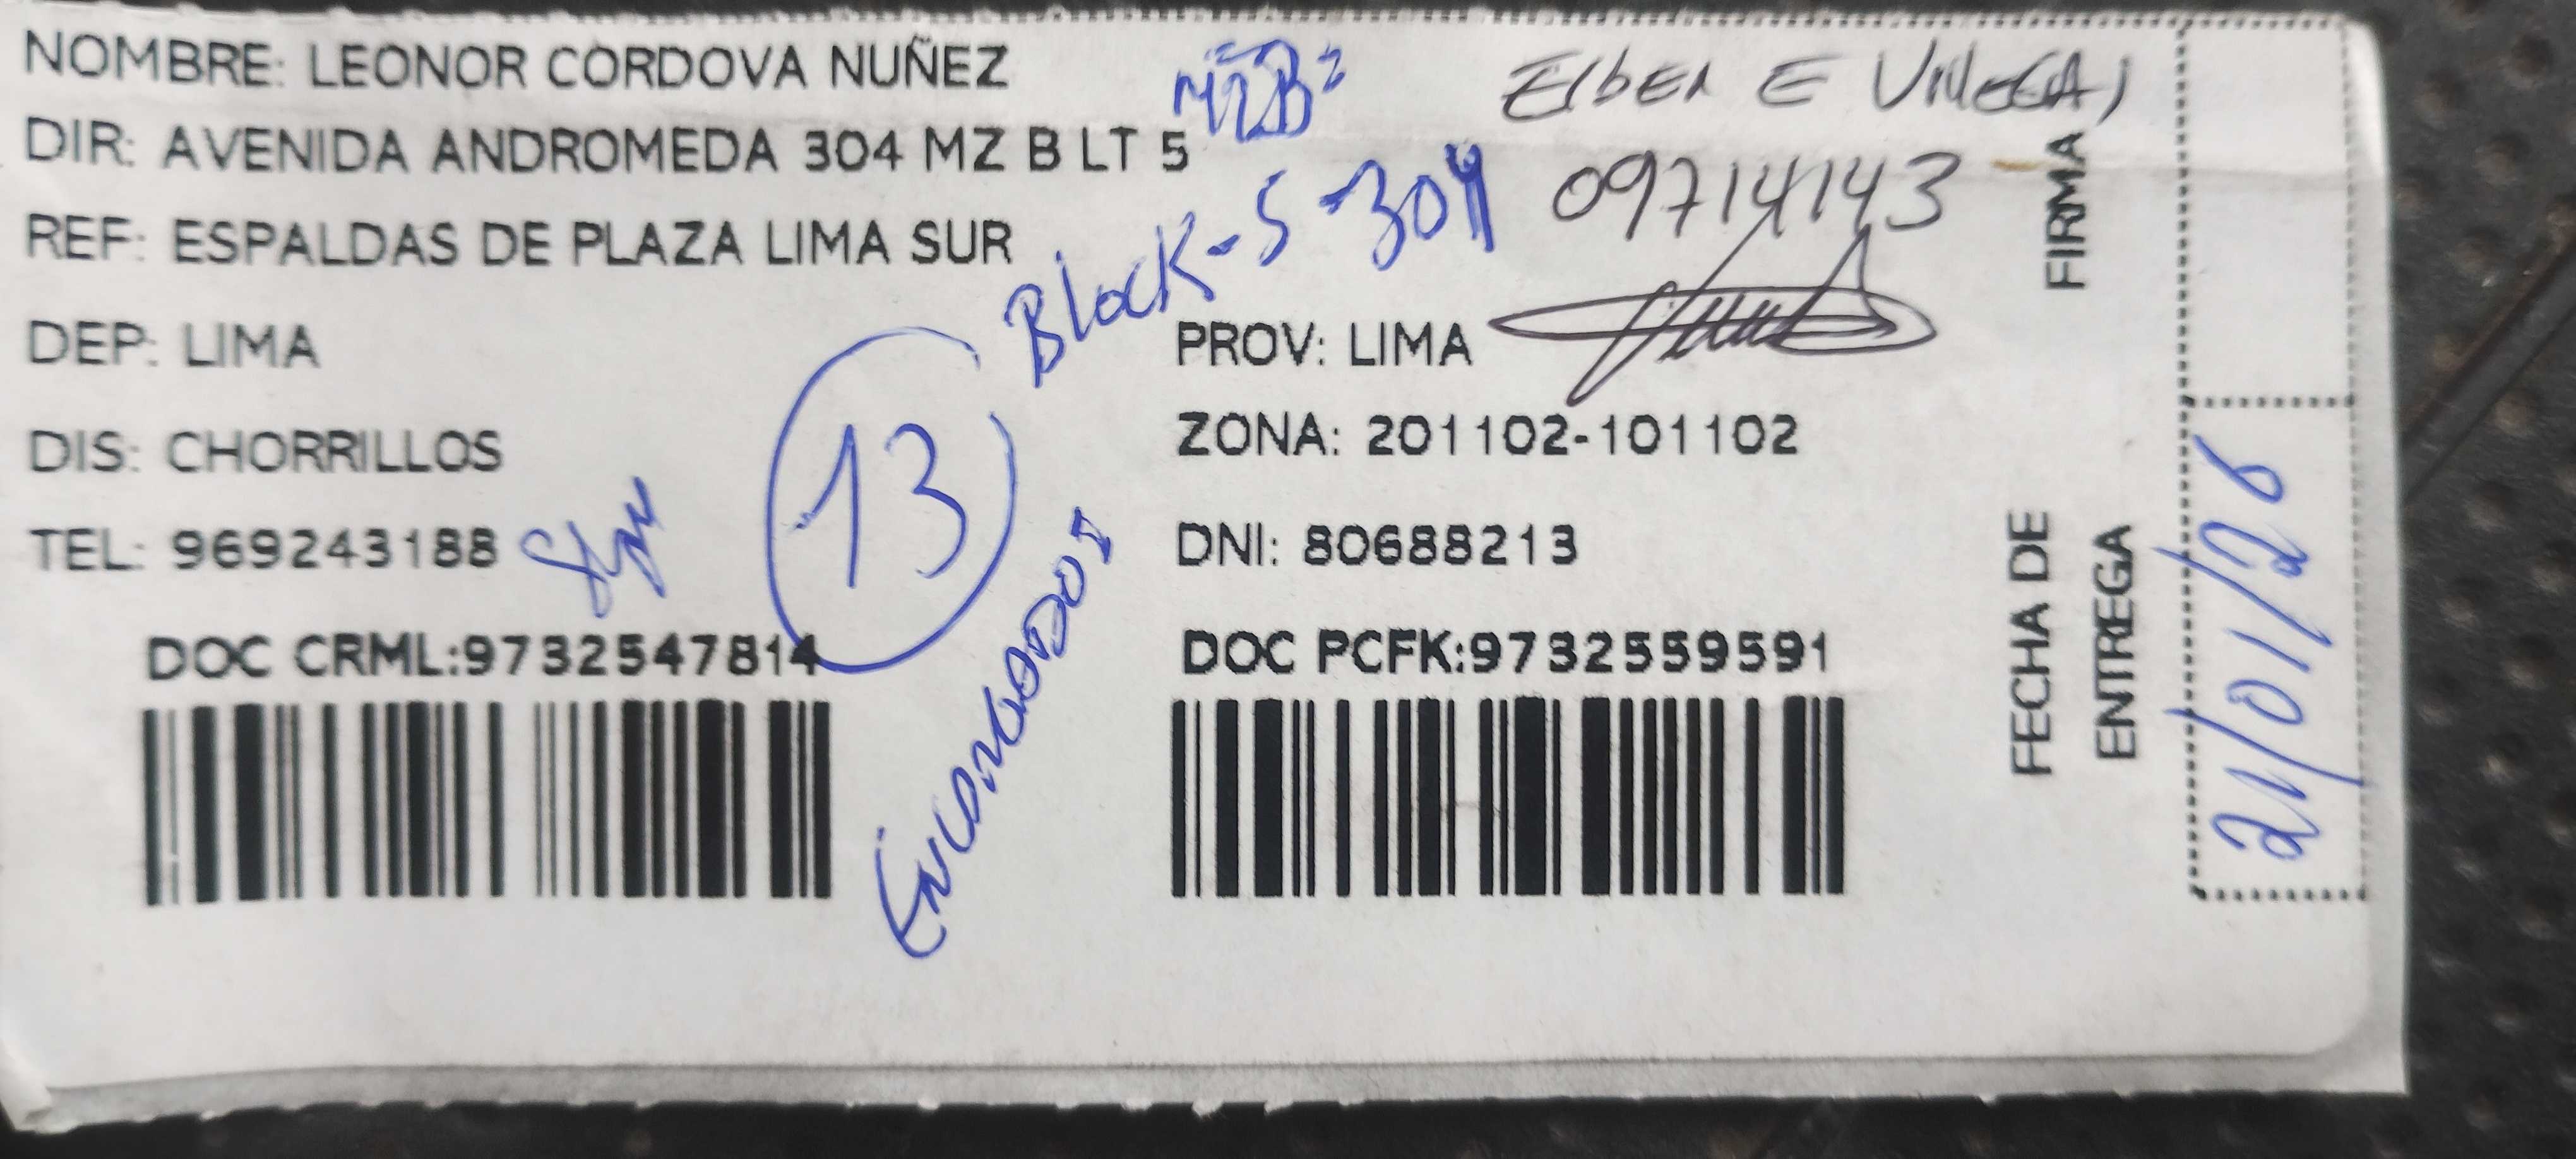 NOMBRE: LEONOR CORDOVA NUÑEZ
DIR: AVENIDA ANDROMEDA 304 MZ B LT 5
REF: ESPALDAS DE PLAZA LIMA SUR
DEP: LIMA
PROV: LIMA
DIS: CHORRILLOS
ZONA: 201102-101102
TEL: 969243188
DNI: 80688213
DOC CRML:9732547814
DOC PCFK:9732559591
MZB
Block-S-304
13
09714143
FIRMA
FECHA DE
ENTREGA
21/01/26